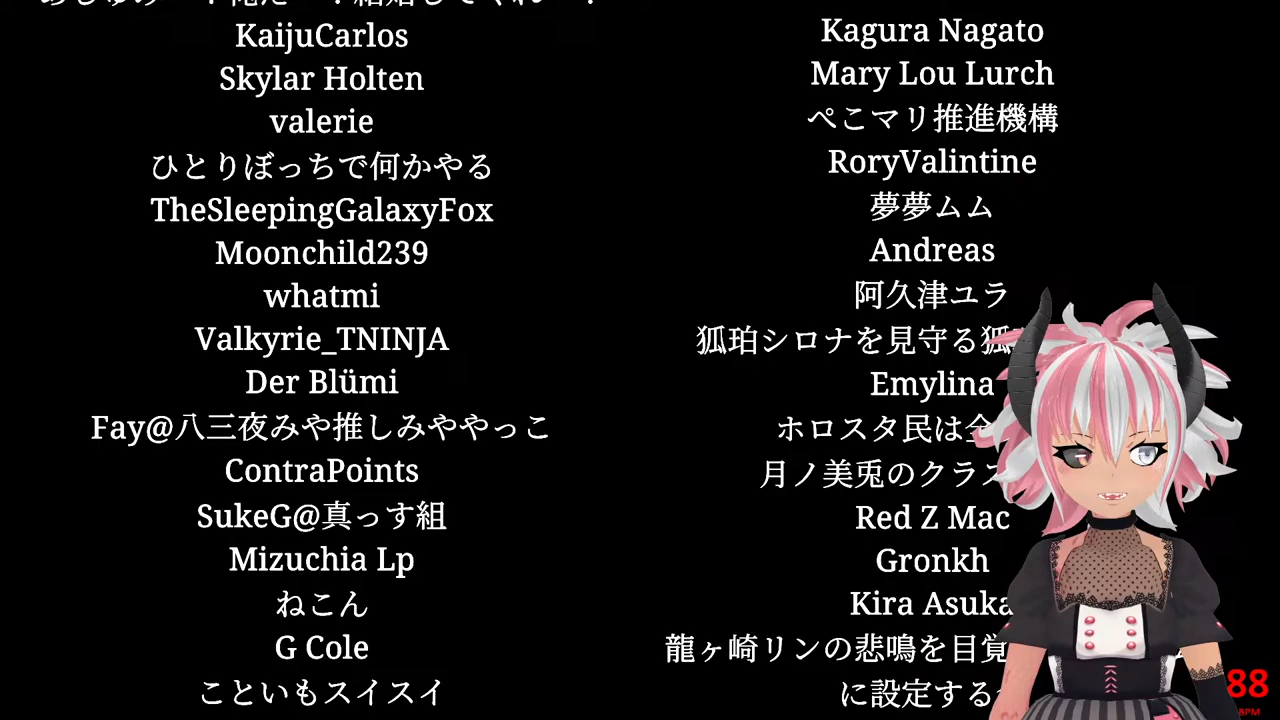 KaijuCarlos
Skylar Holten
valerie
ひとりぼっちで何かやる
TheSleepingGalaxyFox
Moonchild239
whatmi
Valkyrie_TNINJA
Der Blümi
Fay@八三夜みや推しみややっこ
ContraPoints
SukeG@真っす組
Mizuchia Lp
ねこん
G Cole
こといもスイスイ
Kagura Nagato
Mary Lou Lurch
ぺこマリ推進機構
RoryValintine
夢夢ムム
Andreas
阿久津ユラ
狐珀シロナを見守る狐
Emylina
ホロスタ民は全
月ノ美兎のクラス
Red Z Mac
Gronkh
Kira Asuka
龍ヶ崎リンの悲鳴を目覚
に設定する
88
BPM